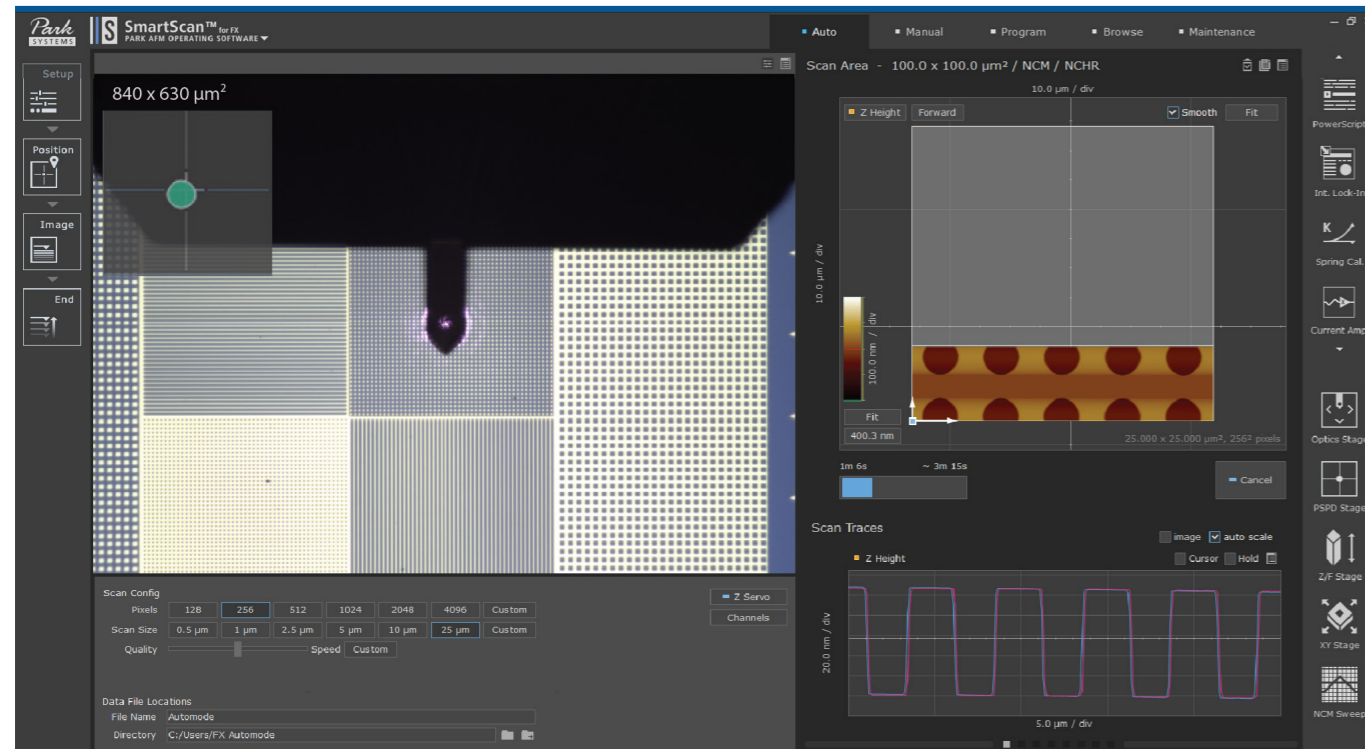 Park
SYSTEMS
SmartScan™ for FX
PARK AFM OPERATING SOFTWARE
Auto
Manual
Program
Browse
Maintenance
Setup
Position
Image
End
840 x 630 µm²
Scan Area - 100.0 x 100.0 µm² / NCM / NCHR
10.0 µm / div
Z Height
Forward
Smooth
Fit
10.0 µm / div
100.0 nm / div
Fit
400.3 nm
25.000 x 25.000 µm², 256² pixels
1m 6s
~ 3m 15s
Cancel
Scan Traces
image
auto scale
Z Height
Cursor
Hold
20.0 nm / div
5.0 µm / div
Scan Config
Pixels 128 256 512 1024 2048 4096 Custom
Scan Size 0.5 µm 1 µm 2.5 µm 5 µm 10 µm 25 µm Custom
Quality Speed Custom
Z Servo
Channels
Data File Locations
File Name Automode
Directory C:/Users/FX Automode
PowerScript
Int. Lock-In
K
Spring Cal.
Current Amp
Optics Stage
PSPD Stage
Z/F Stage
XY Stage
NCM Sweep